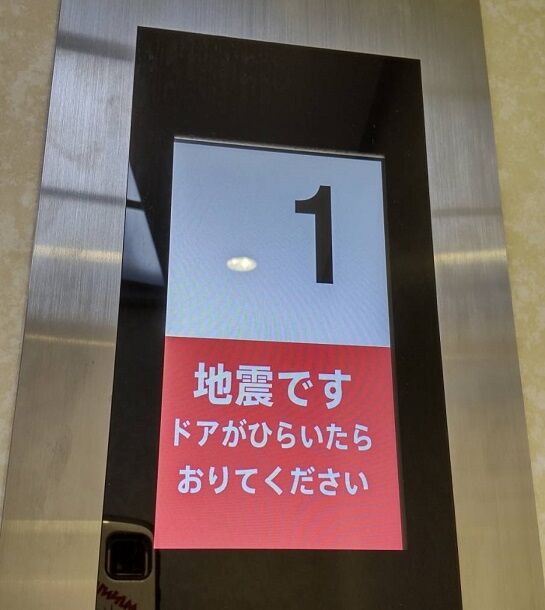 1
地震です
ドアがひらいたら
おりてください